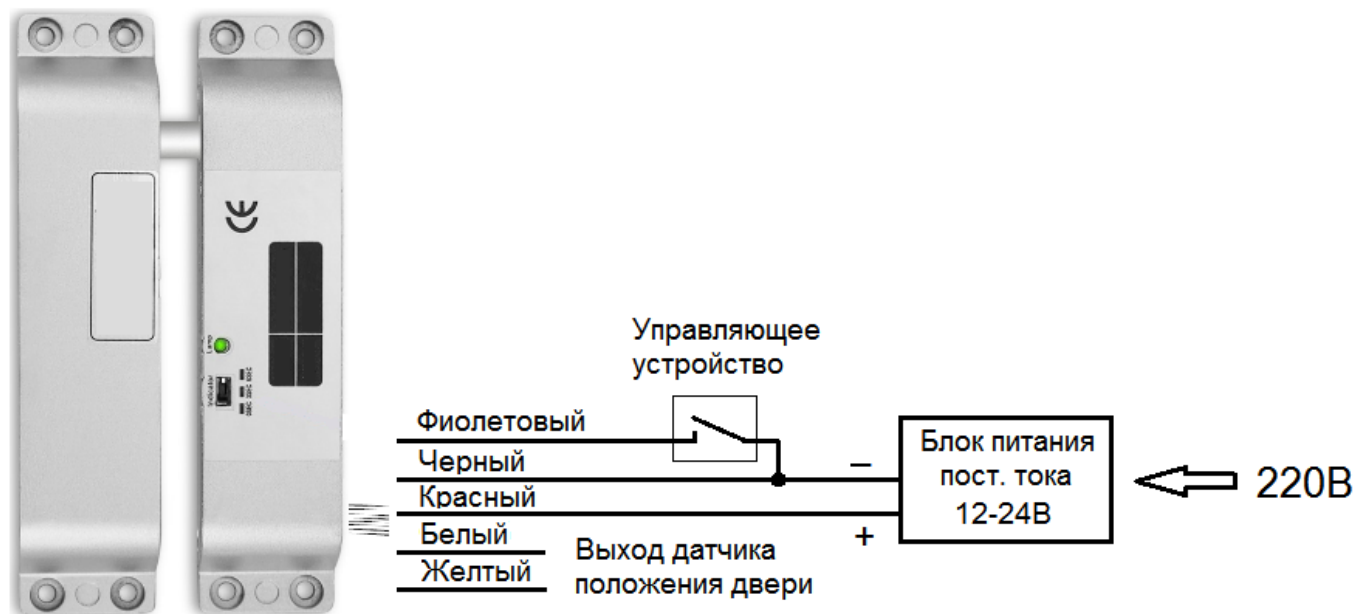 CE
Lamp
Управляющее
устройство
Фиолетовый
Черный
Красный
Белый
Желтый
Выход датчика
положения двери
–
+
Блок питания
пост. тока
12-24В
220В